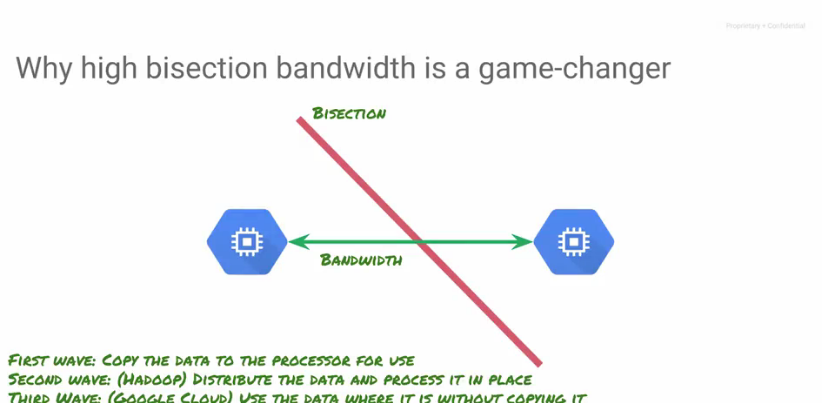 Proprietary + Confidential
Why high bisection bandwidth is a game-changer
Bisection
Bandwidth
First wave: Copy the data to the processor for use
Second wave: (Hadoop) Distribute the data and process it in place
Third Wave: (Google Cloud) Use the data where it is without copying it